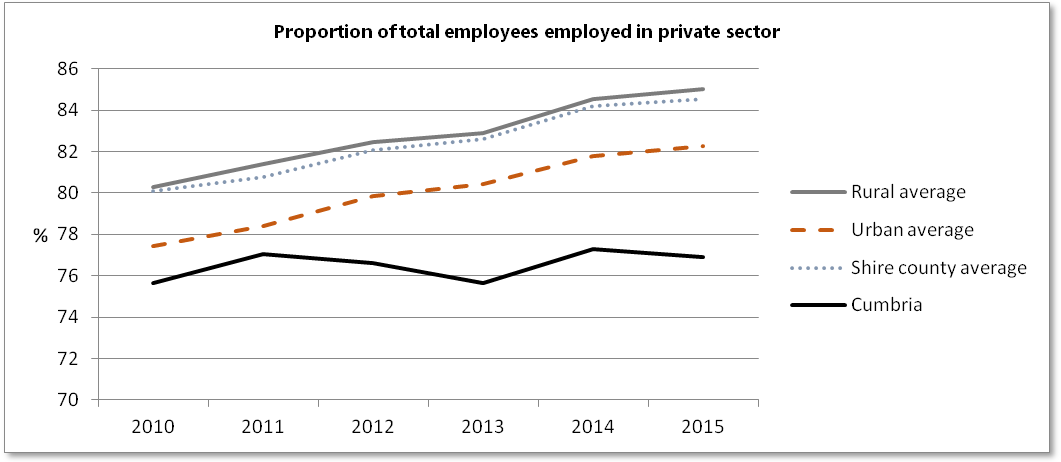 Proportion of total employees employed in private sector
86
84
82
80
78
76
74
72
70
%
2010 2011 2012 2013 2014 2015
Rural average
Urban average
Shire county average
Cumbria